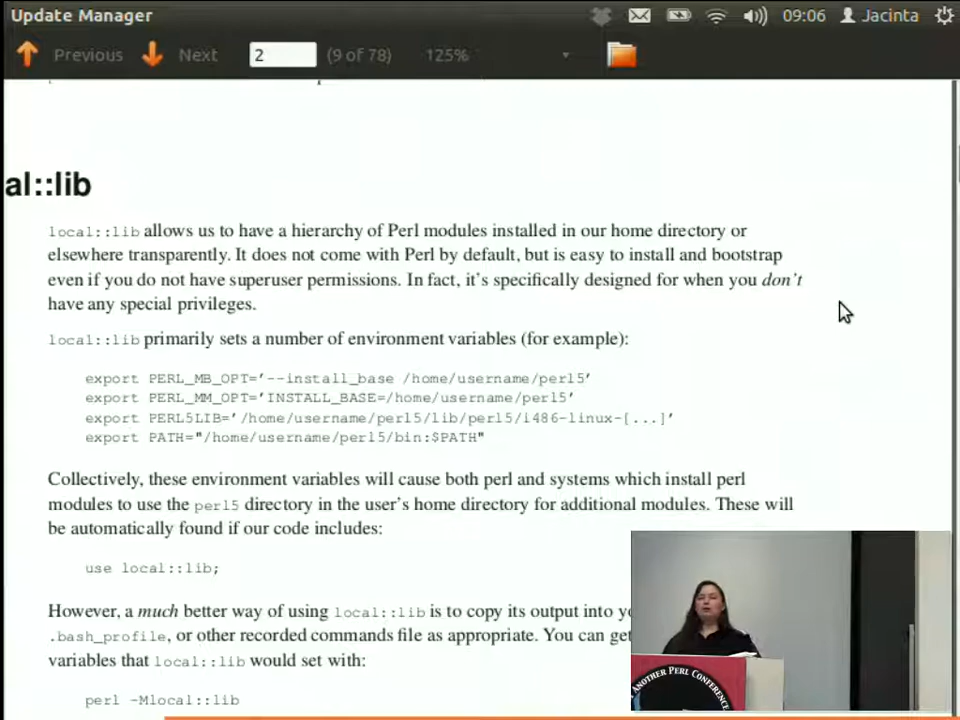 Update Manager 09:06 Jacinta
Previous Next 2 (9 of 78) 125%
al::lib
local::lib allows us to have a hierarchy of Perl modules installed in our home directory or
elsewhere transparently. It does not come with Perl by default, but is easy to install and bootstrap
even if you do not have superuser permissions. In fact, it's specifically designed for when you don't
have any special privileges.
local::lib primarily sets a number of environment variables (for example):
export PERL_MB_OPT='--install_base /home/username/perl5'
export PERL_MM_OPT='INSTALL_BASE=/home/username/perl5'
export PERL5LIB='/home/username/perl5/lib/perl5/i486-linux-[...]'
export PATH="/home/username/perl5/bin:$PATH"
Collectively, these environment variables will cause both perl and systems which install perl
modules to use the perl5 directory in the user's home directory for additional modules. These will
be automatically found if our code includes:
use local::lib;
However, a much better way of using local::lib is to copy its output into
.bash_profile, or other recorded commands file as appropriate. You can get
variables that local::lib would set with:
perl -Mlocal::lib
ANOTHER PERL CONFERENCE